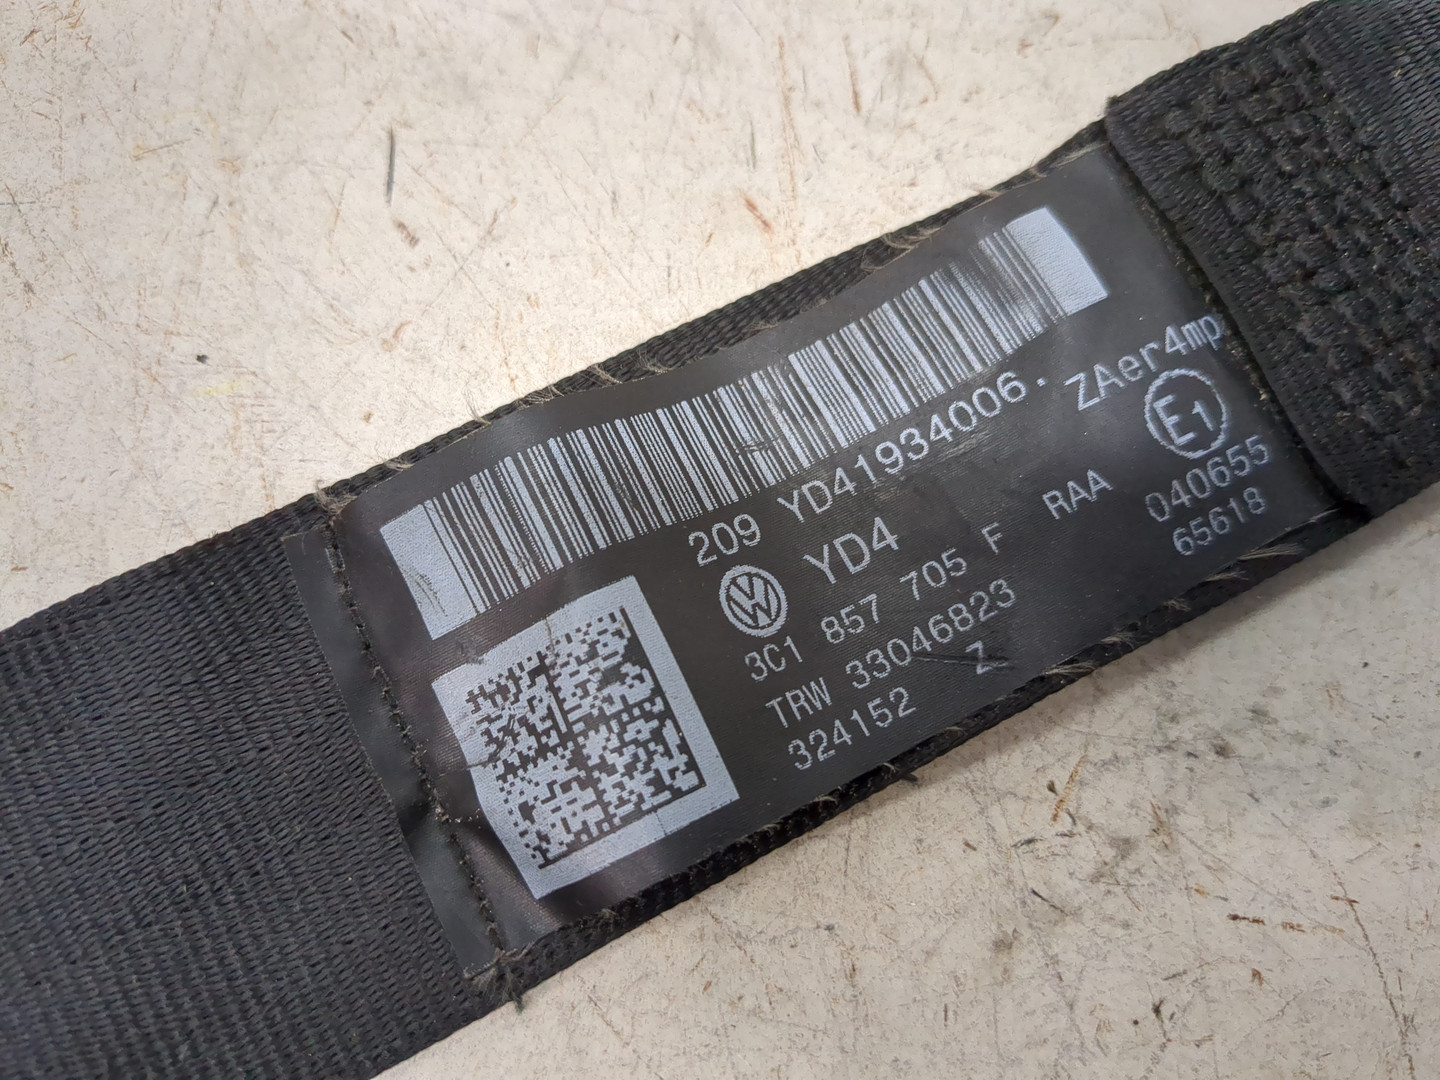 209 YD41934006. ZAer4mp
YD4
3C1 857 705 F RAA
E1
TRW 33046823 040655
324152 Z 65618